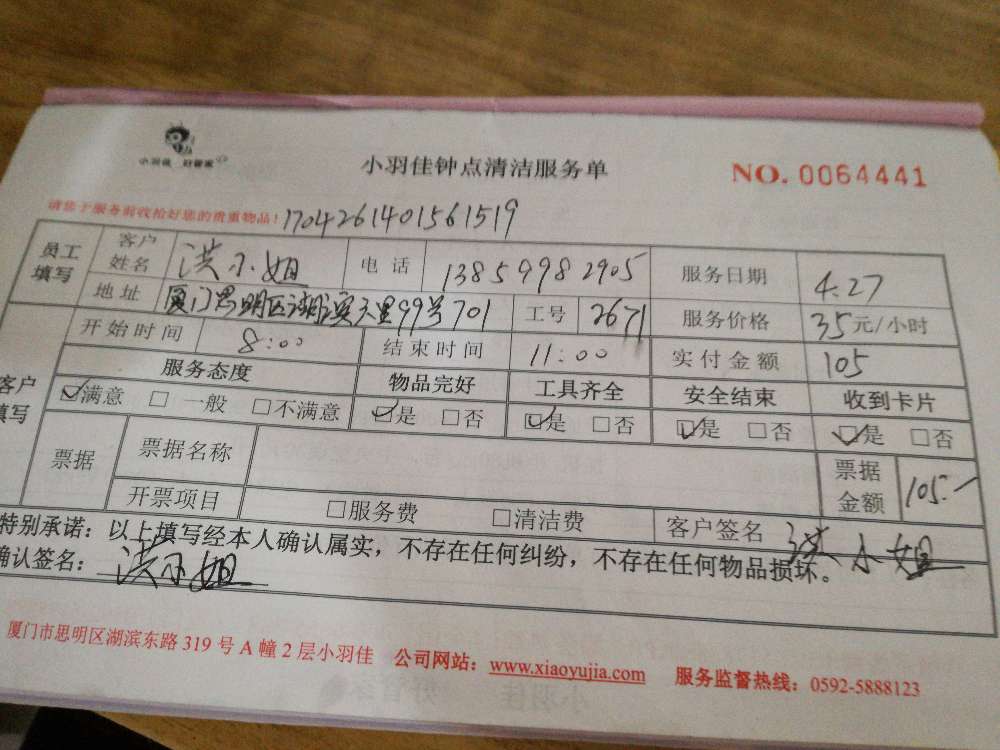 小羽佳 好管家
小羽佳钟点清洁服务单
NO. 0064441
请您于服务前收拾好您的贵重物品!
1704261401561519
员工填写 客户姓名 洪小姐 电话 13859982905 服务日期 4.27
地址 厦门思明区湖滨六里99号701 工号 2671 服务价格 35元/小时
开始时间 8:00 结束时间 11:00 实付金额 105
客户填写 服务态度 物品完好 工具齐全 安全结束 收到卡片
☑满意 □一般 □不满意 ☑是 □否 ☑是 □否 ☑是 □否 ☑是 □否
票据 票据名称 票据金额 105.-
开票项目 □服务费 □清洁费 客户签名 洪小姐
特别承诺：以上填写经本人确认属实，不存在任何纠纷，不存在任何物品损坏。
确认签名：洪小姐
厦门市思明区湖滨东路 319 号 A 幢 2 层小羽佳 公司网站：www.xiaoyujia.com 服务监督热线：0592-5888123